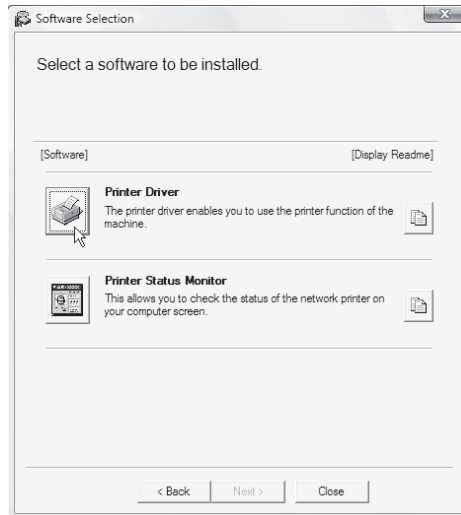 Software Selection
Select a software to be installed.
[Software] [Display Readme]
Printer Driver
The printer driver enables you to use the printer function of the
machine.
Printer Status Monitor
This allows you to check the status of the network printer on
your computer screen.
< Back Next > Close